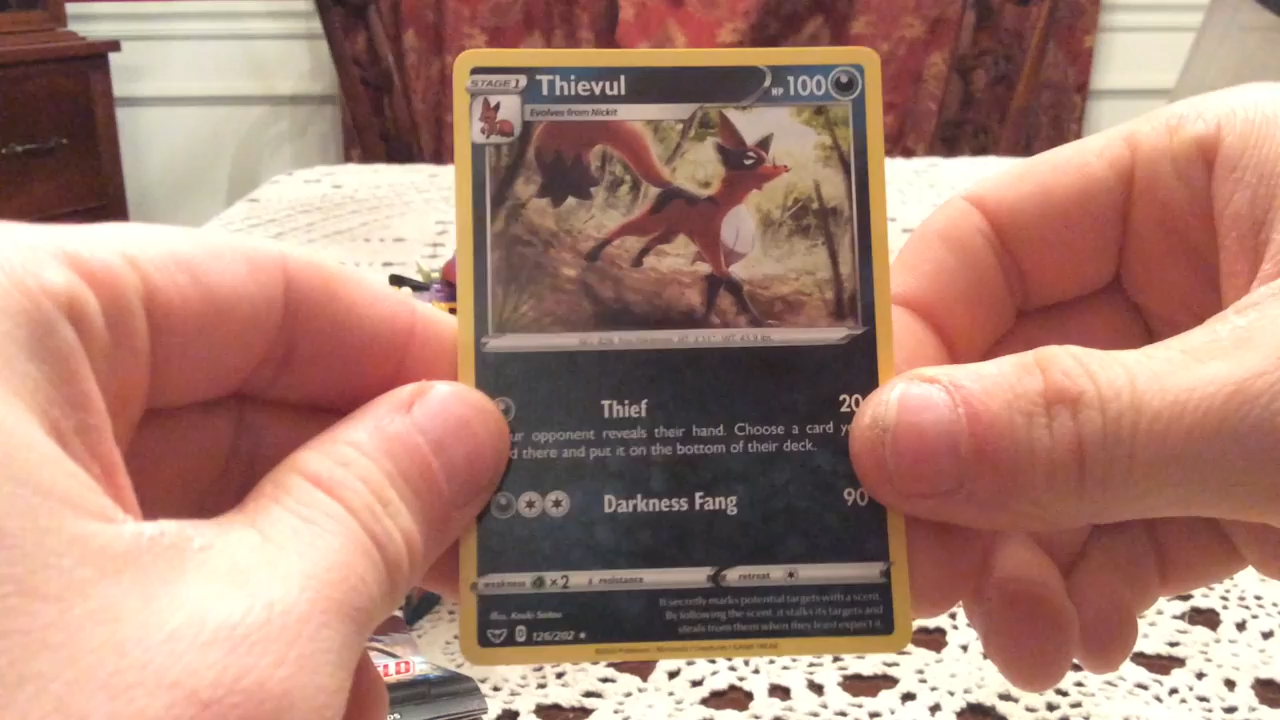 STAGE 1 Thievul HP 100
Evolves from Nickit
Thief 20
ur opponent reveals their hand. Choose a card y
d there and put it on the bottom of their deck.
Darkness Fang 90
weakness ×2 resistance retreat
Illus. Kouki Saitou
It secretly marks potential targets with a scent.
By following the scent, it stalks its targets and
steals from them when they least expect it.
D 126/202 ★